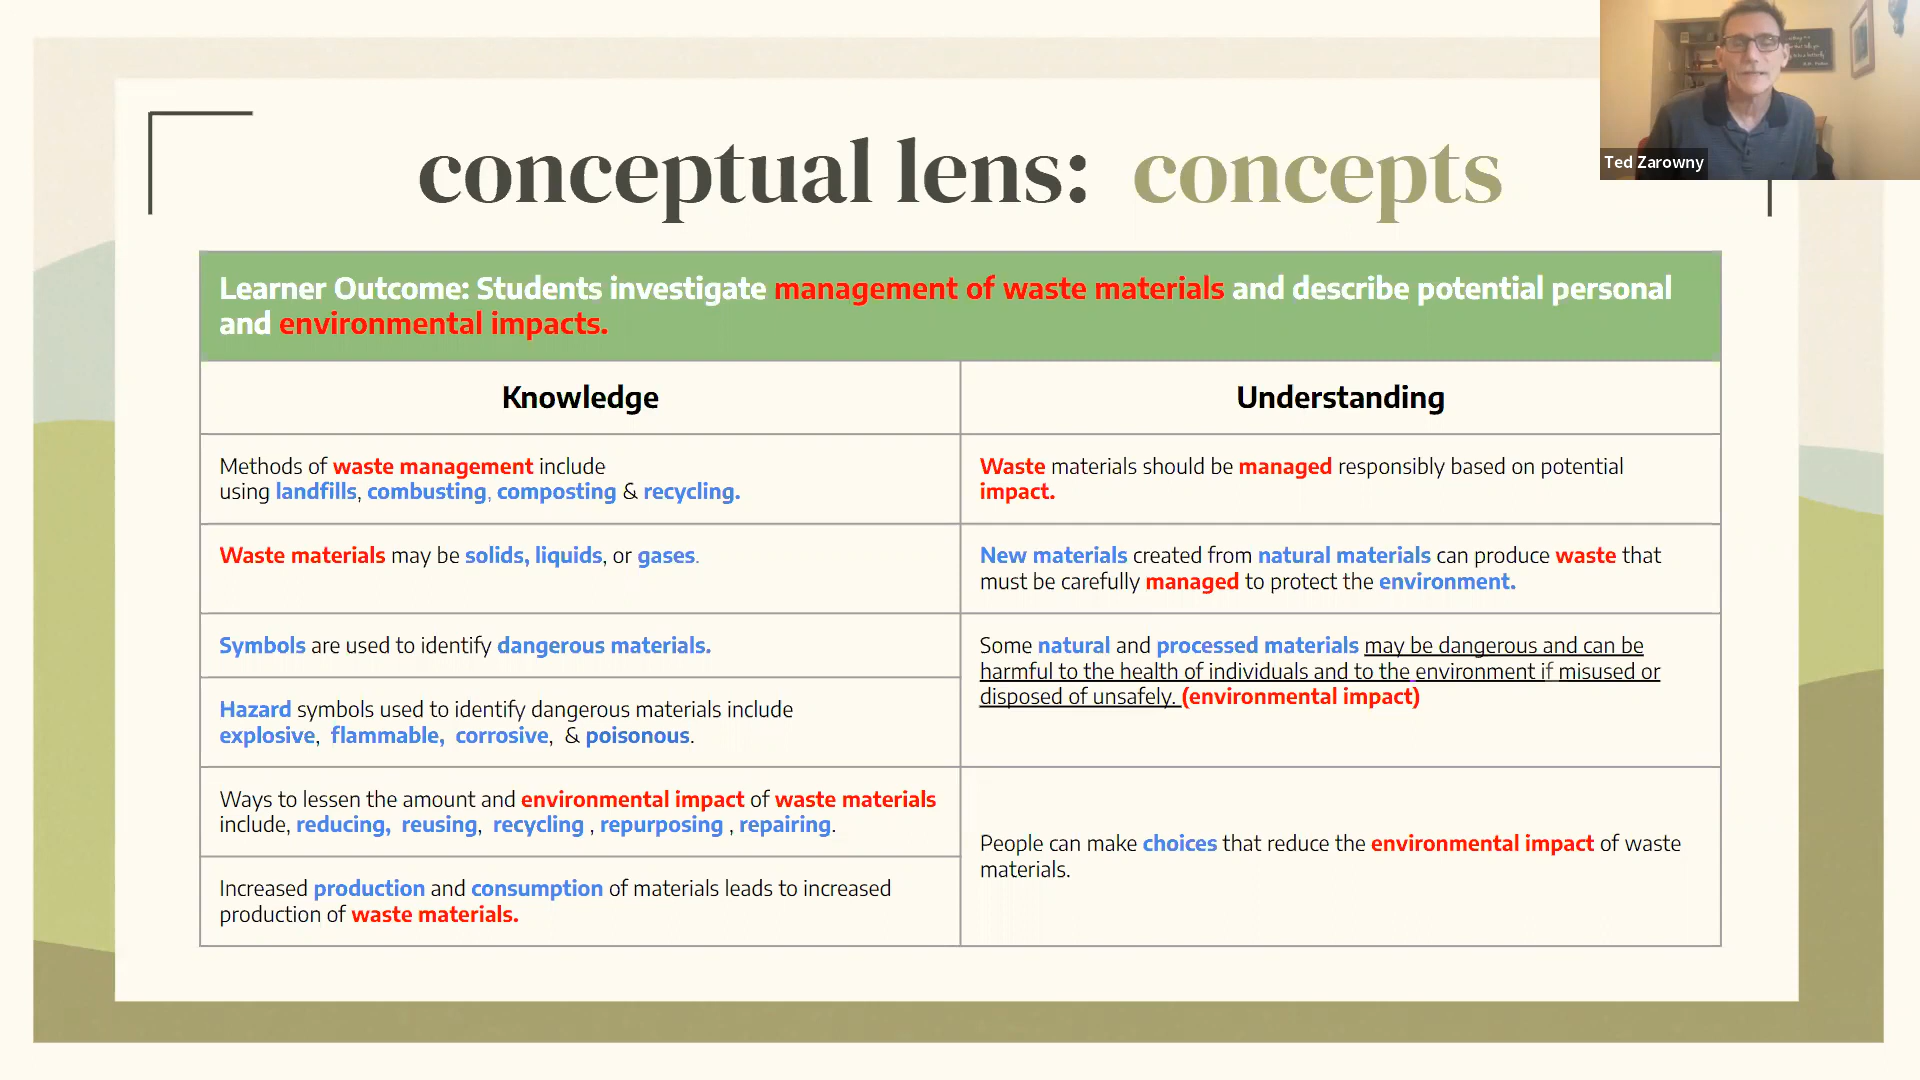 conceptual lens: concepts
Ted Zarowny
Learner Outcome: Students investigate management of waste materials and describe potential personal
and environmental impacts.
Knowledge
Understanding
Methods of waste management include
using landfills, combusting, composting & recycling.
Waste materials should be managed responsibly based on potential
impact.
Waste materials may be solids, liquids, or gases.
New materials created from natural materials can produce waste that
must be carefully managed to protect the environment.
Symbols are used to identify dangerous materials.
Some natural and processed materials may be dangerous and can be
harmful to the health of individuals and to the environment if misused or
disposed of unsafely. (environmental impact)
Hazard symbols used to identify dangerous materials include
explosive, flammable, corrosive, & poisonous.
Ways to lessen the amount and environmental impact of waste materials
include, reducing, reusing, recycling , repurposing , repairing.
People can make choices that reduce the environmental impact of waste
materials.
Increased production and consumption of materials leads to increased
production of waste materials.